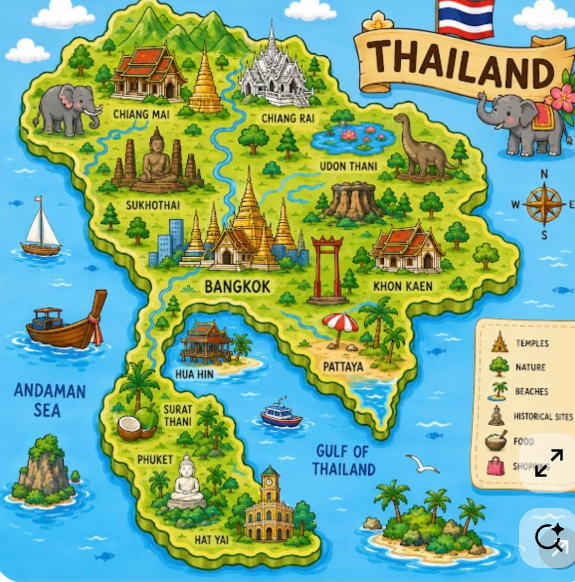 THAILAND
CHIANG MAI
CHIANG RAI
UDON THANI
N
W E
S
SUKHOTHAI
BANGKOK
KHON KAEN
HUA HIN
PATTAYA
TEMPLES
NATURE
BEACHES
HISTORICAL SITES
FOOD
ANDAMAN
SEA
SURAT
THANI
GULF OF
THAILAND
PHUKET
HAT YAI